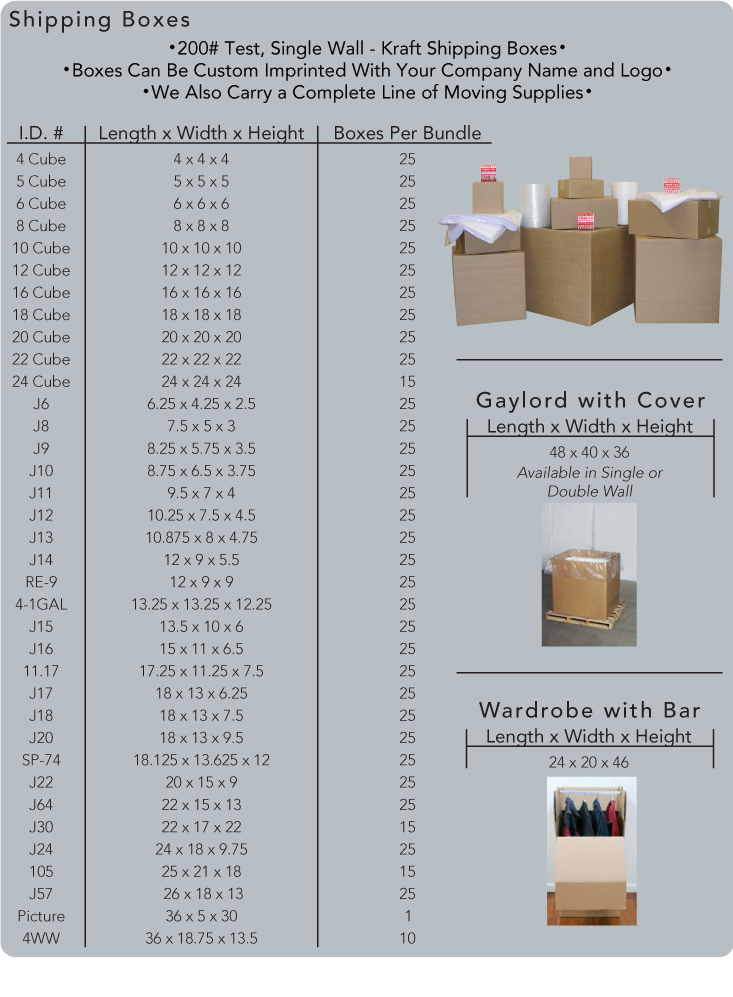 Shipping Boxes
•200# Test, Single Wall - Kraft Shipping Boxes•
•Boxes Can Be Custom Imprinted With Your Company Name and Logo•
•We Also Carry a Complete Line of Moving Supplies•
I.D. # Length x Width x Height Boxes Per Bundle
4 Cube 4 x 4 x 4 25
5 Cube 5 x 5 x 5 25
6 Cube 6 x 6 x 6 25
8 Cube 8 x 8 x 8 25
10 Cube 10 x 10 x 10 25
12 Cube 12 x 12 x 12 25
16 Cube 16 x 16 x 16 25
18 Cube 18 x 18 x 18 25
20 Cube 20 x 20 x 20 25
22 Cube 22 x 22 x 22 25
24 Cube 24 x 24 x 24 15
J6 6.25 x 4.25 x 2.5 25
J8 7.5 x 5 x 3 25
J9 8.25 x 5.75 x 3.5 25
J10 8.75 x 6.5 x 3.75 25
J11 9.5 x 7 x 4 25
J12 10.25 x 7.5 x 4.5 25
J13 10.875 x 8 x 4.75 25
J14 12 x 9 x 5.5 25
RE-9 12 x 9 x 9 25
4-1GAL 13.25 x 13.25 x 12.25 25
J15 13.5 x 10 x 6 25
J16 15 x 11 x 6.5 25
11.17 17.25 x 11.25 x 7.5 25
J17 18 x 13 x 6.25 25
J18 18 x 13 x 7.5 25
J20 18 x 13 x 9.5 25
SP-74 18.125 x 13.625 x 12 25
J22 20 x 15 x 9 25
J64 22 x 15 x 13 25
J30 22 x 17 x 22 15
J24 24 x 18 x 9.75 25
105 25 x 21 x 18 15
J57 26 x 18 x 13 25
Picture 36 x 5 x 30 1
4WW 36 x 18.75 x 13.5 10
Gaylord with Cover
Length x Width x Height
48 x 40 x 36
Available in Single or
Double Wall
Wardrobe with Bar
Length x Width x Height
24 x 20 x 46